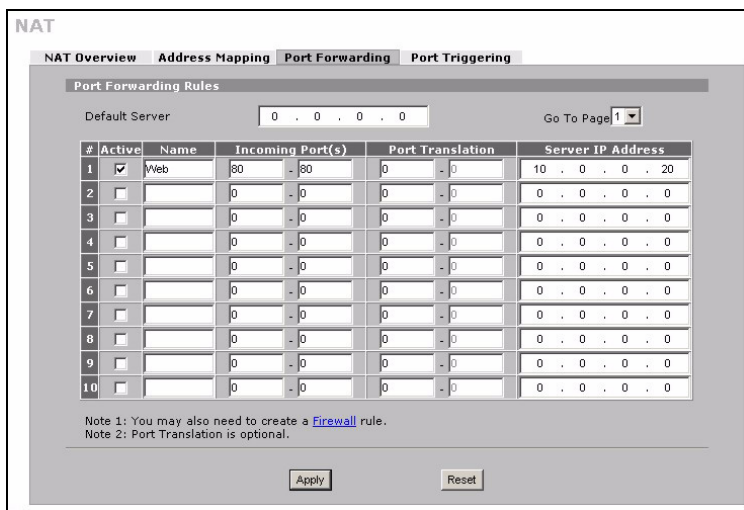 NAT
NAT Overview Address Mapping Port Forwarding Port Triggering
Port Forwarding Rules
Default Server 0 . 0 . 0 . 0 Go To Page 1
# Active Name Incoming Port(s) Port Translation Server IP Address
1 Web 80 - 80 0 - 0 10 . 0 . 0 . 20
2 0 - 0 0 - 0 0 . 0 . 0 . 0
3 0 - 0 0 - 0 0 . 0 . 0 . 0
4 0 - 0 0 - 0 0 . 0 . 0 . 0
5 0 - 0 0 - 0 0 . 0 . 0 . 0
6 0 - 0 0 - 0 0 . 0 . 0 . 0
7 0 - 0 0 - 0 0 . 0 . 0 . 0
8 0 - 0 0 - 0 0 . 0 . 0 . 0
9 0 - 0 0 - 0 0 . 0 . 0 . 0
10 0 - 0 0 - 0 0 . 0 . 0 . 0
Note 1: You may also need to create a Firewall rule.
Note 2: Port Translation is optional.
Apply Reset